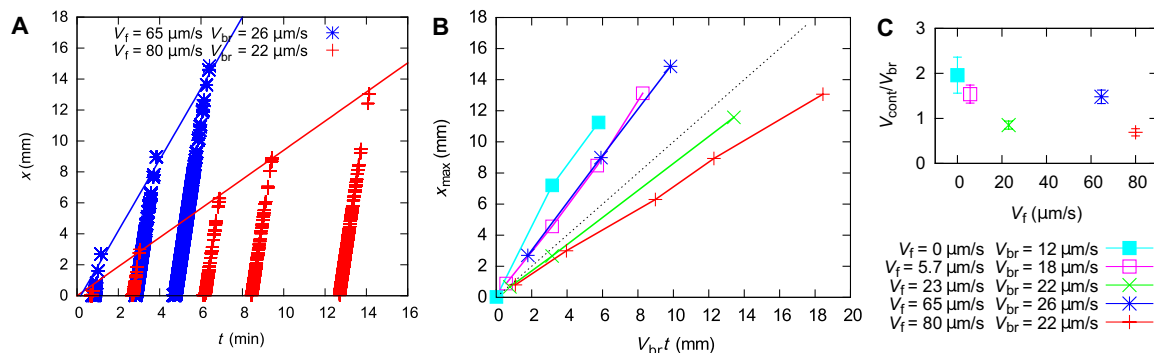 A
V_f = 65 μm/s V_br = 26 μm/s
V_f = 80 μm/s V_br = 22 μm/s
18
16
14
12
10
8
6
4
2
0
x (mm)
0 2 4 6 8 10 12 14 16
t (min)
B
18
16
14
12
10
8
6
4
2
0
x_max (mm)
0 2 4 6 8 10 12 14 16 18 20
V_br t (mm)
C
3
2
1
0
V_cont/V_br
0 20 40 60 80
V_f (μm/s)
V_f = 0 μm/s V_br = 12 μm/s
V_f = 5.7 μm/s V_br = 18 μm/s
V_f = 23 μm/s V_br = 22 μm/s
V_f = 65 μm/s V_br = 26 μm/s
V_f = 80 μm/s V_br = 22 μm/s